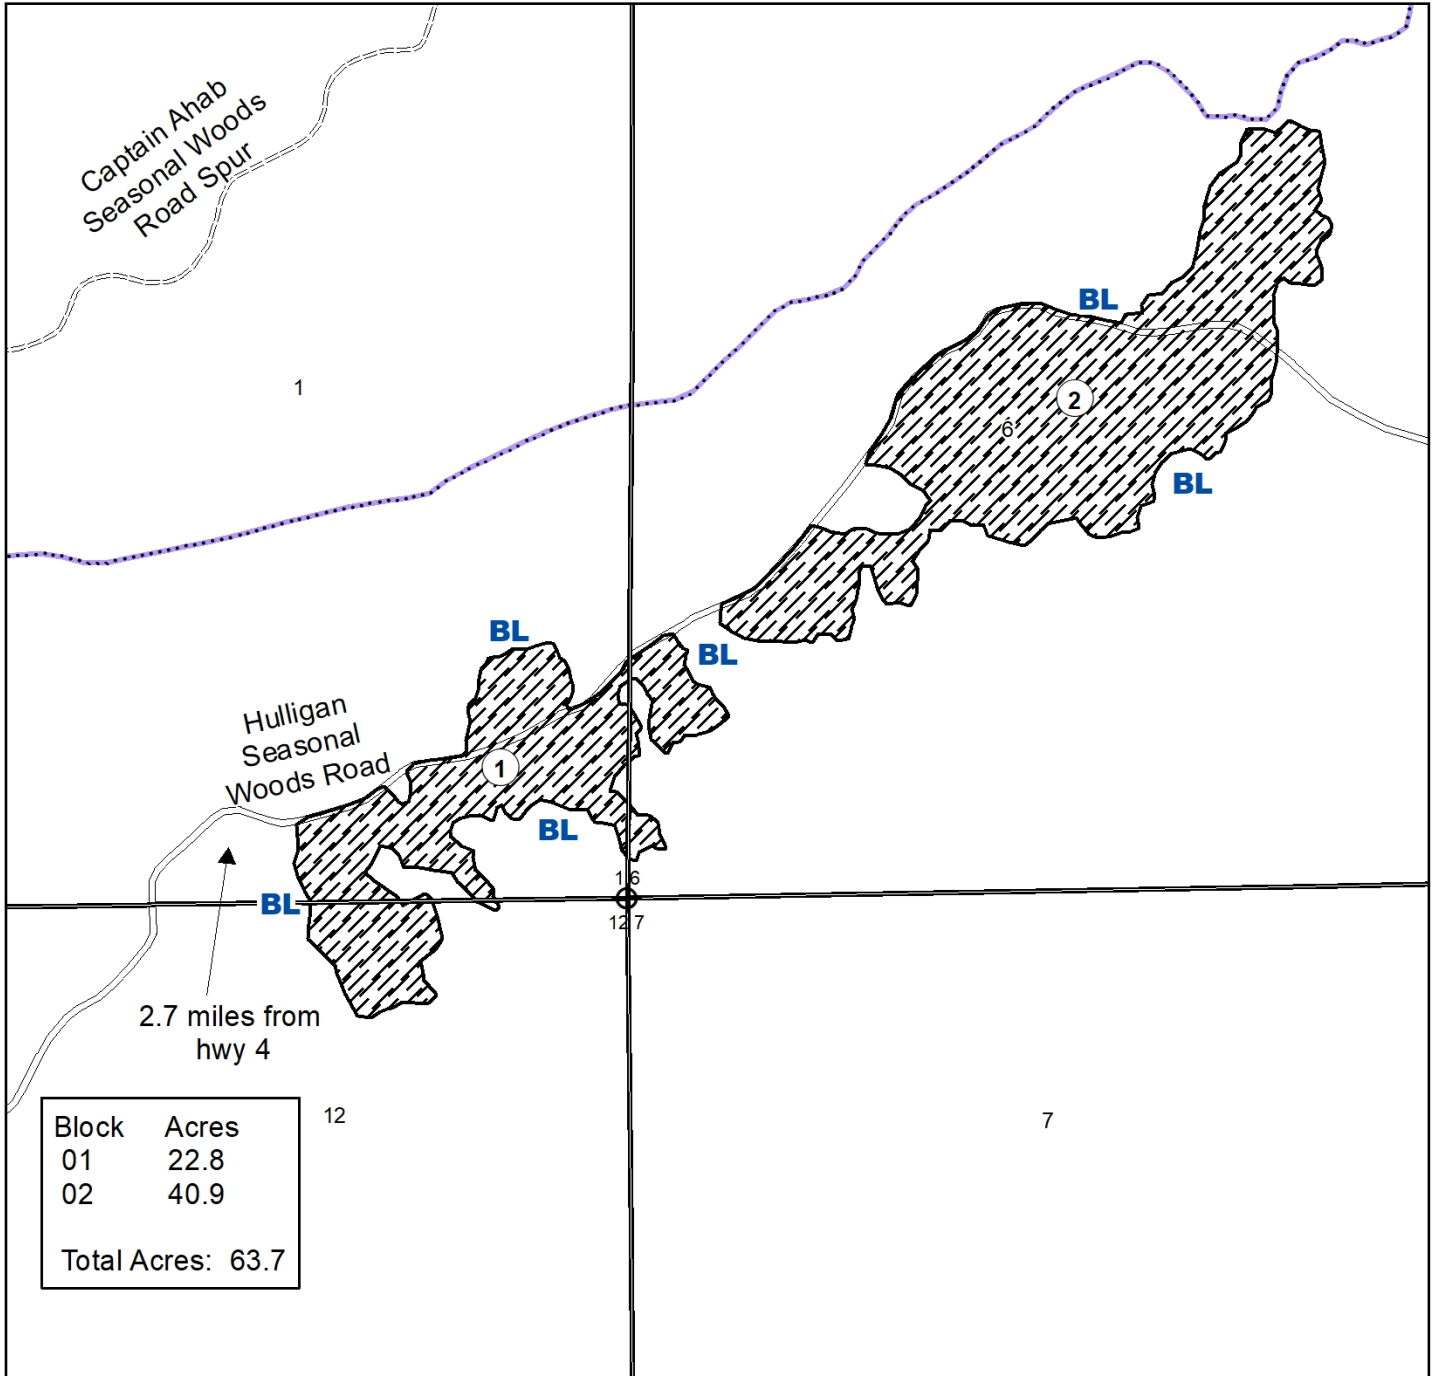 Captain Ahab
Seasonal Woods
Road Spur
1
BL
2
6
BL
BL
BL
Hulligan
Seasonal
Woods Road
1
BL
BL
1 6
12 7
2.7 miles from
hwy 4
12
7
Block Acres
01 22.8
02 40.9
Total Acres: 63.7